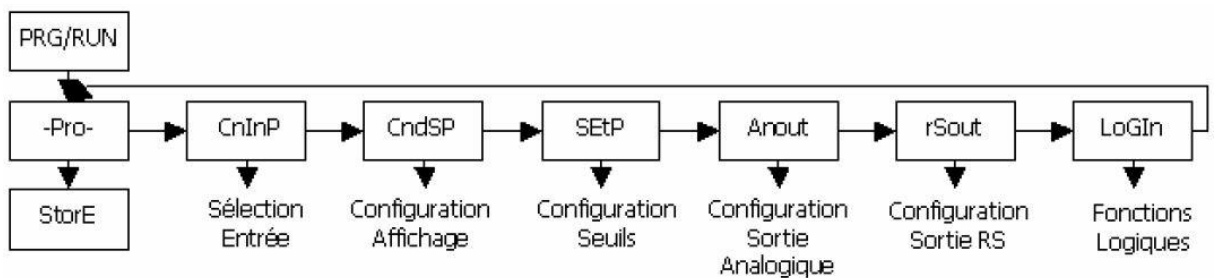 PRG/RUN
-Pro-
CnInP
CndSP
SEtP
Anout
rSout
LoGIn
StorE
Sélection
Entrée
Configuration
Affichage
Configuration
Seuils
Configuration
Sortie
Analogique
Configuration
Sortie RS
Fonctions
Logiques